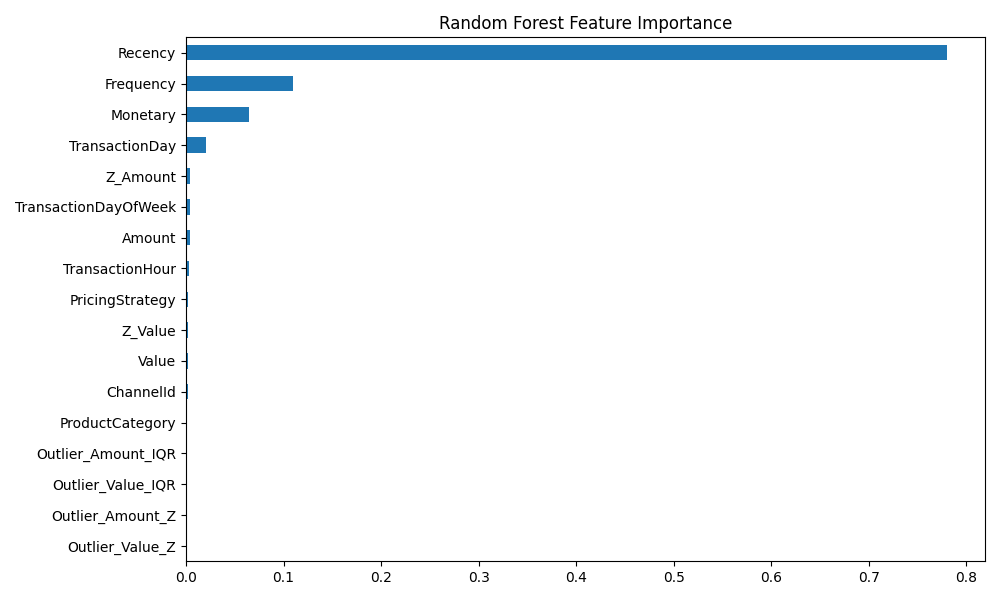 Random Forest Feature Importance
Recency
Frequency
Monetary
TransactionDay
Z_Amount
TransactionDayOfWeek
Amount
TransactionHour
PricingStrategy
Z_Value
Value
ChannelId
ProductCategory
Outlier_Amount_IQR
Outlier_Value_IQR
Outlier_Amount_Z
Outlier_Value_Z
0.0 0.1 0.2 0.3 0.4 0.5 0.6 0.7 0.8